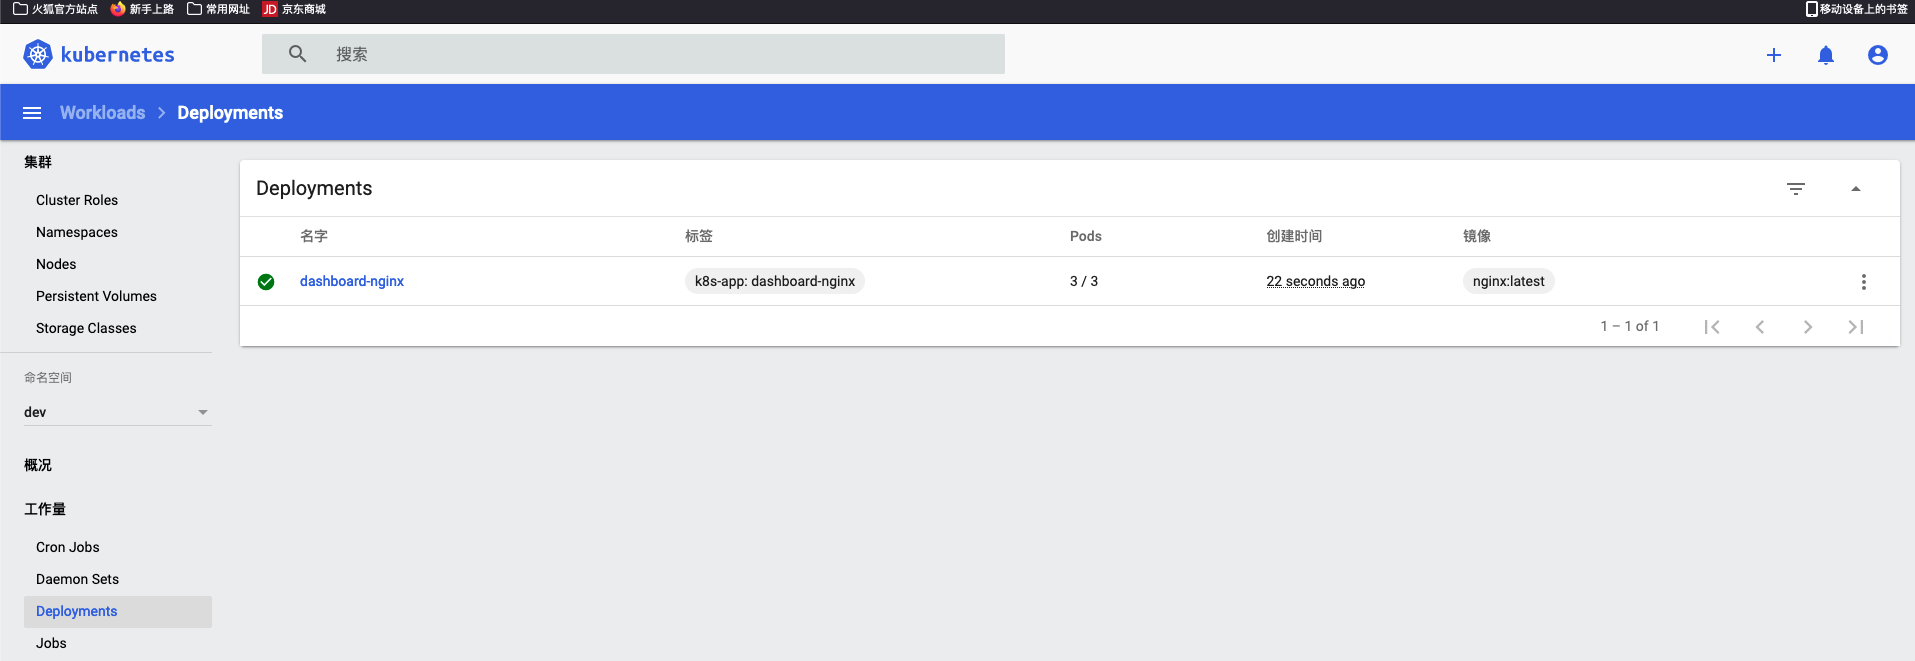 火狐官方站点 新手上路 常用网址 JD 京东商城 移动设备上的书签
kubernetes 搜索
Workloads > Deployments
集群
Cluster Roles
Namespaces
Nodes
Persistent Volumes
Storage Classes
命名空间
dev
概况
工作量
Cron Jobs
Daemon Sets
Deployments
Jobs
Deployments
名字 标签 Pods 创建时间 镜像
dashboard-nginx k8s-app: dashboard-nginx 3 / 3 22 seconds ago nginx:latest
1 – 1 of 1